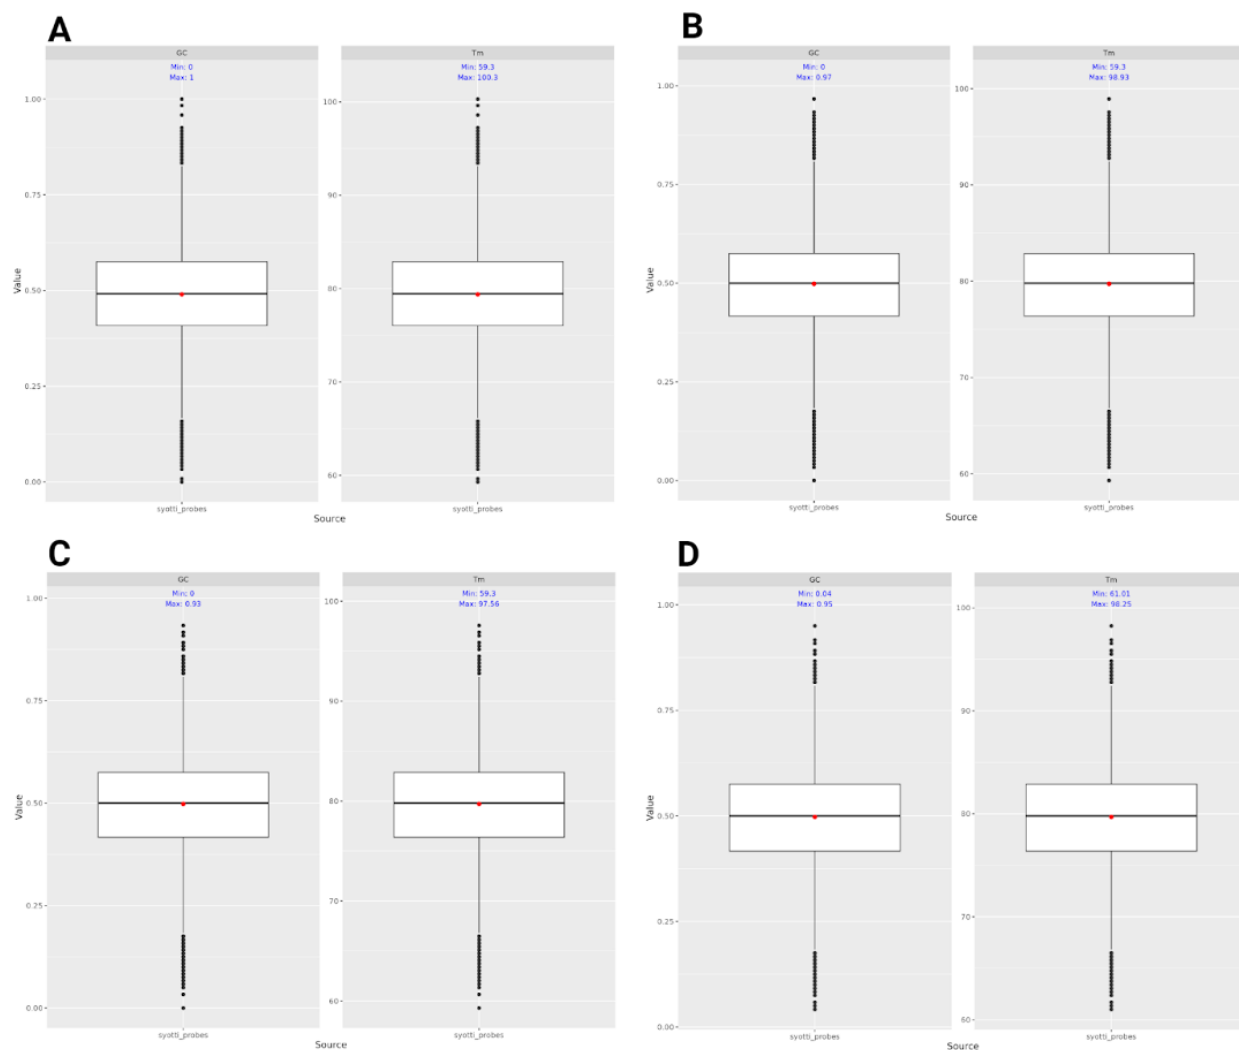 A
GC
Tm
Min: 0
Max: 1
Min: 59.3
Max: 100.3
1.00
0.75
0.50
0.25
0.00
100
90
80
70
60
Value
syotti_probes
syotti_probes
Source
B
GC
Tm
Min: 0
Max: 0.97
Min: 59.3
Max: 98.93
1.00
0.75
0.50
0.25
0.00
100
90
80
70
60
Value
syotti_probes
syotti_probes
Source
C
GC
Tm
Min: 0
Max: 0.93
Min: 59.3
Max: 97.56
1.00
0.75
0.50
0.25
0.00
100
90
80
70
60
Value
syotti_probes
syotti_probes
Source
D
GC
Tm
Min: 0.04
Max: 0.95
Min: 61.01
Max: 98.25
1.00
0.75
0.50
0.25
0.00
100
90
80
70
60
Value
syotti_probes
syotti_probes
Source